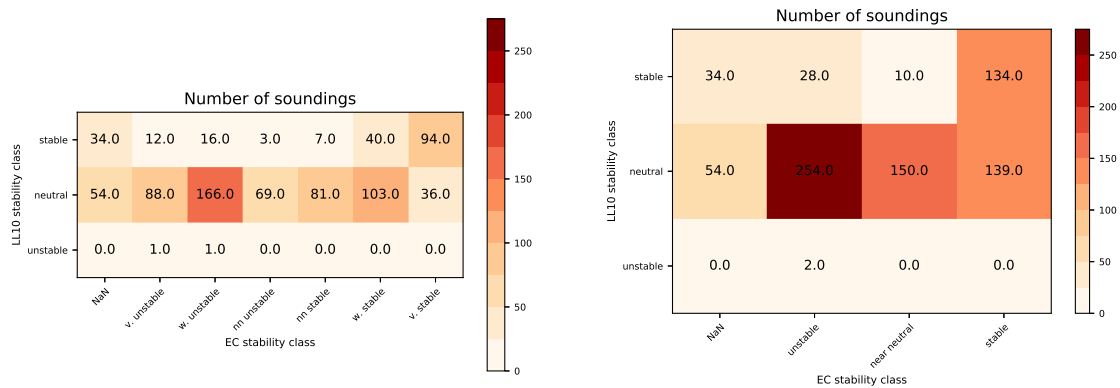 Number of soundings
LL10 stability class
stable
34.0 12.0 16.0 3.0 7.0 40.0 94.0
neutral
54.0 88.0 166.0 69.0 81.0 103.0 36.0
unstable
0.0 1.0 1.0 0.0 0.0 0.0 0.0
NaN
v. unstable
w. unstable
nn unstable
nn stable
w. stable
v. stable
EC stability class
250
200
150
100
50
0
Number of soundings
LL10 stability class
stable
34.0 28.0 10.0 134.0
neutral
54.0 254.0 150.0 139.0
unstable
0.0 2.0 0.0 0.0
NaN
unstable
near neutral
stable
EC stability class
250
200
150
100
50
0